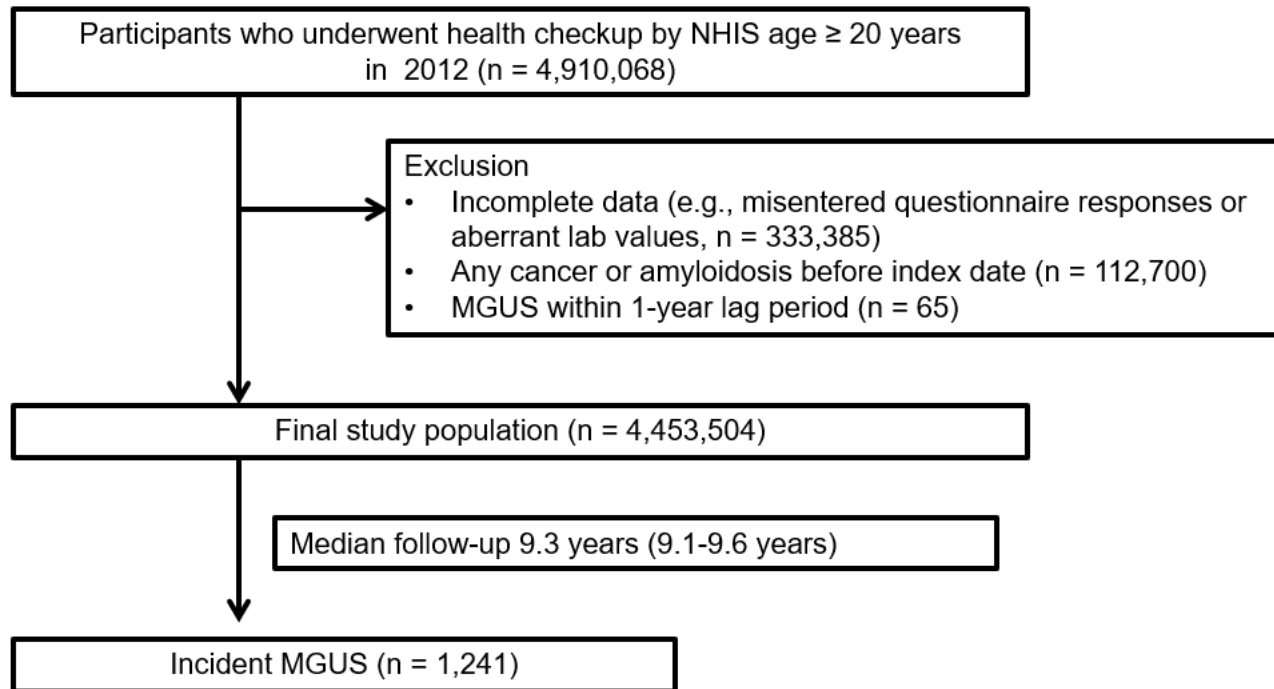 Participants who underwent health checkup by NHIS age ≥ 20 years
in 2012 (n = 4,910,068)
Exclusion
• Incomplete data (e.g., misentered questionnaire responses or
aberrant lab values, n = 333,385)
• Any cancer or amyloidosis before index date (n = 112,700)
• MGUS within 1-year lag period (n = 65)
Final study population (n = 4,453,504)
Median follow-up 9.3 years (9.1-9.6 years)
Incident MGUS (n = 1,241)